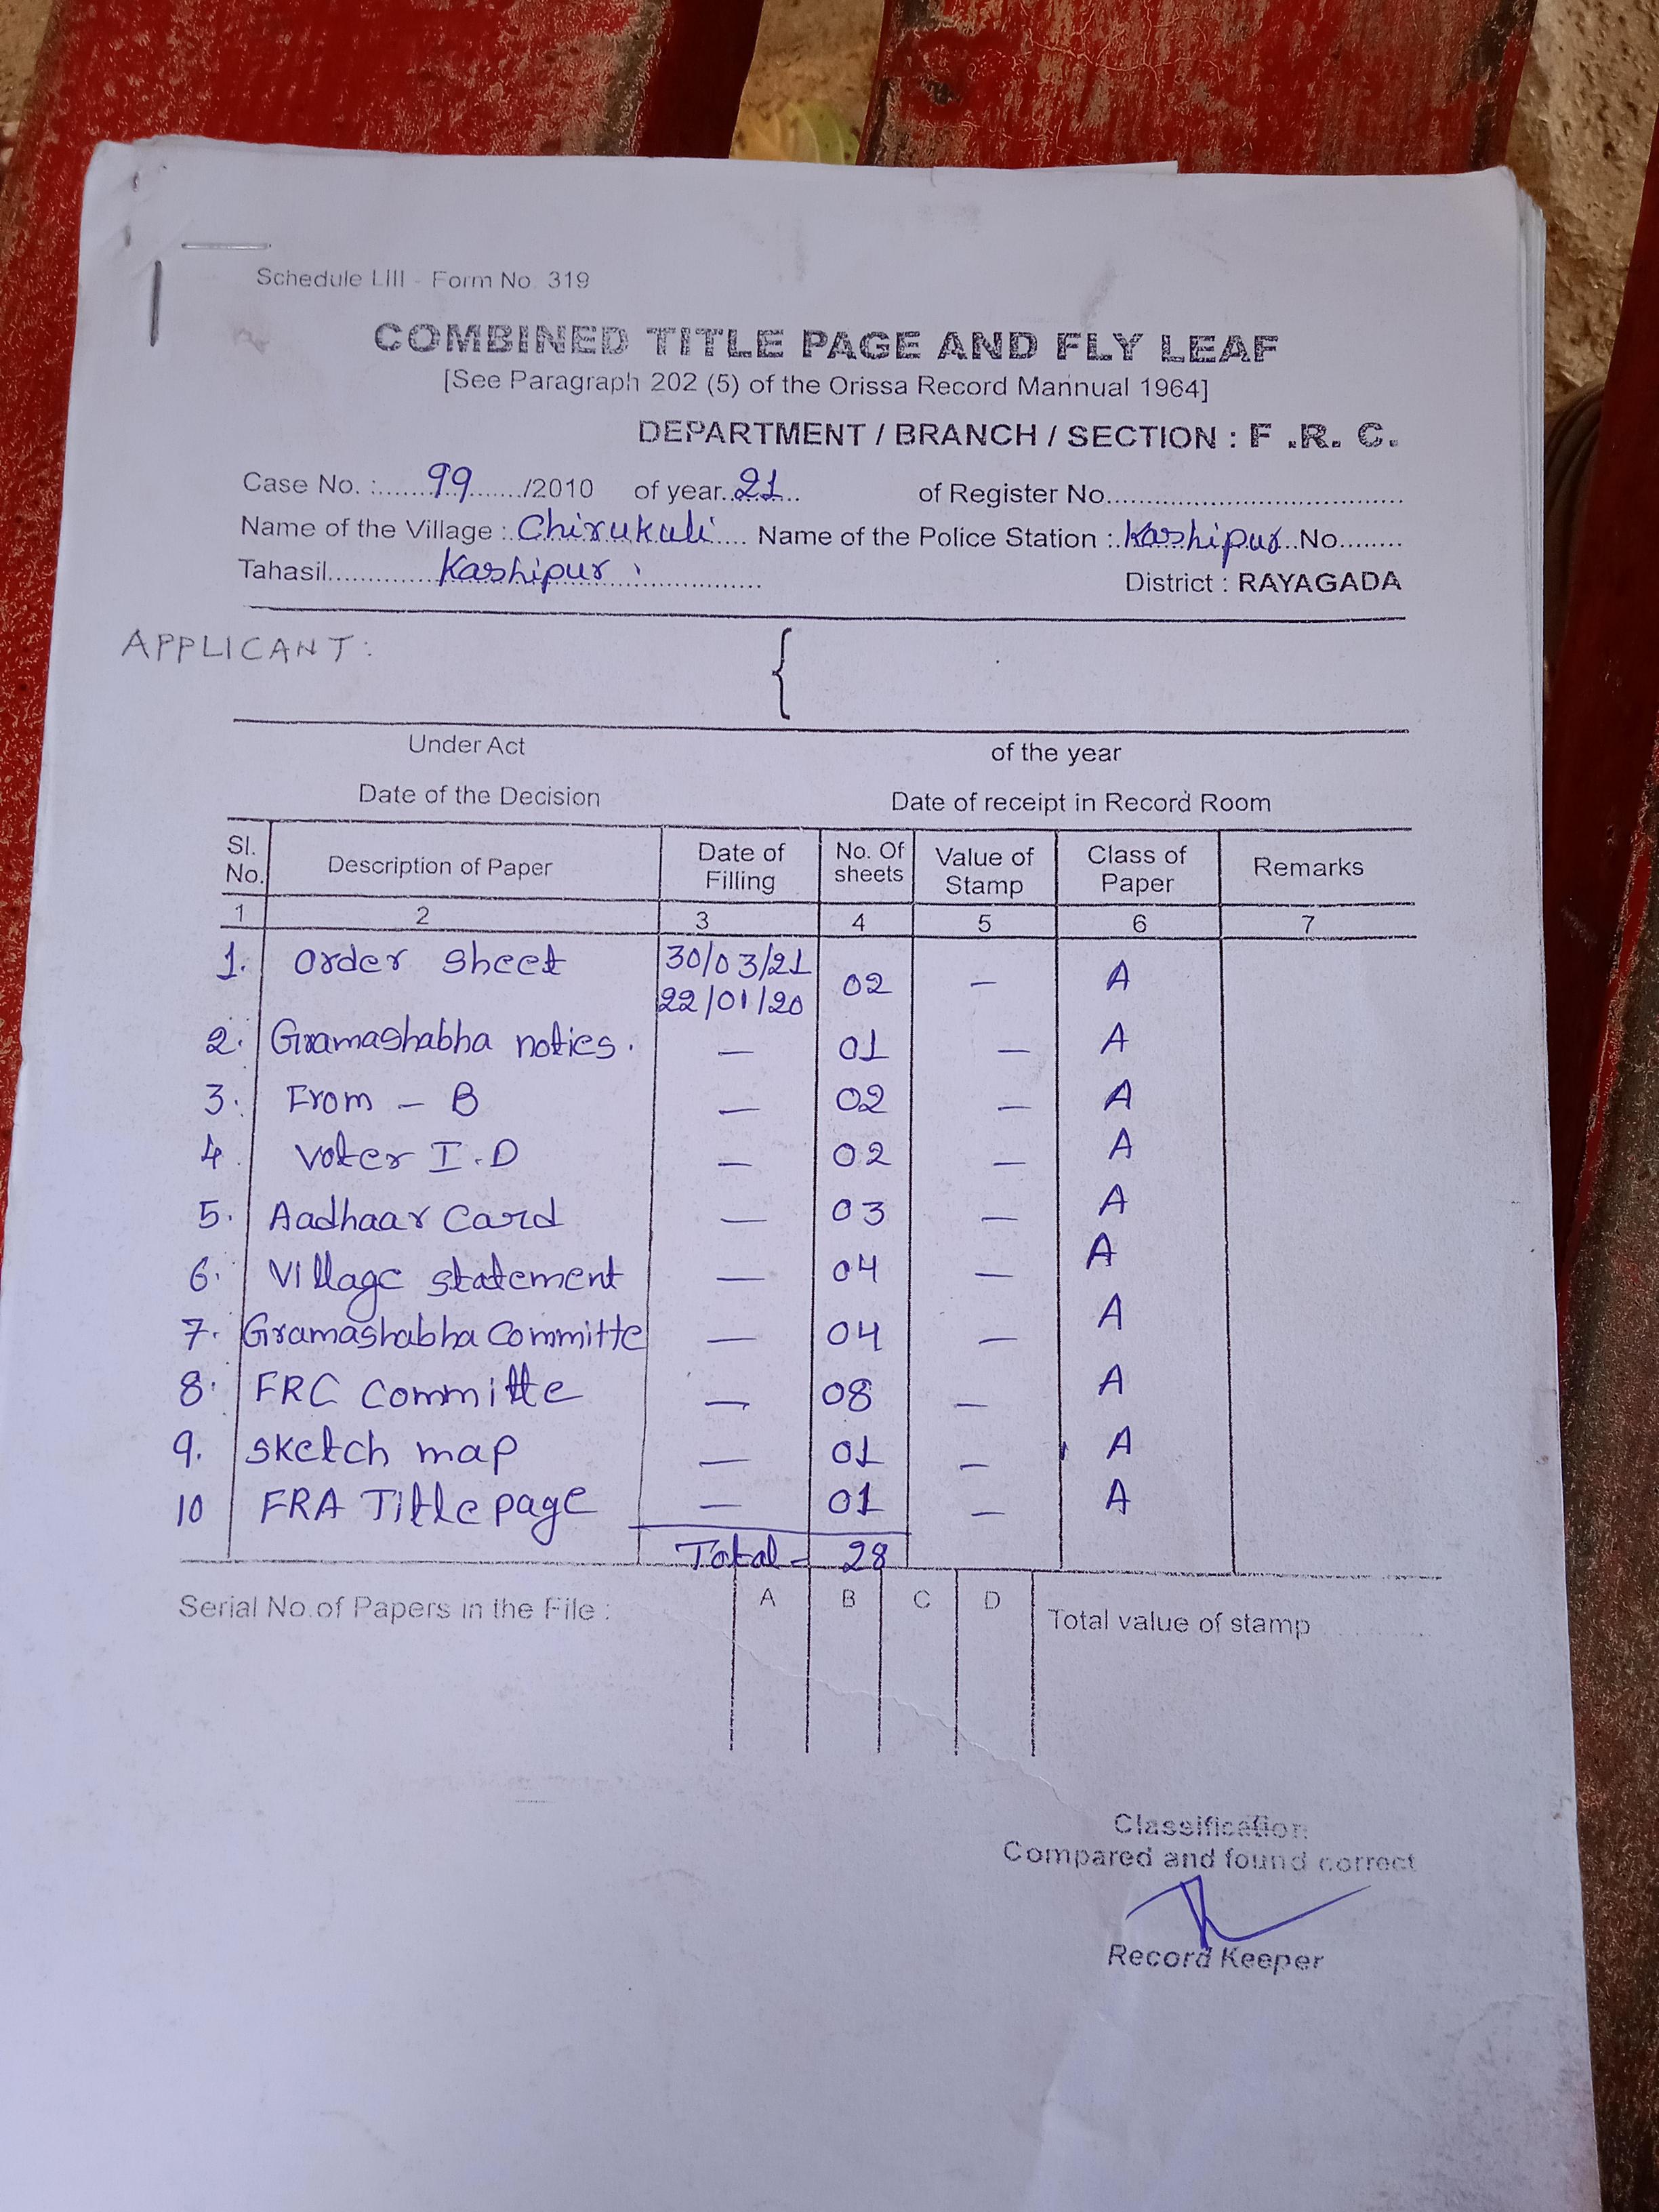 Schedule LIII - Form No. 319
COMBINED TITLE PAGE AND FLY LEAF
[See Paragraph 202 (5) of the Orissa Record Mannual 1964]
DEPARTMENT / BRANCH / SECTION : F .R. C.
Case No. :......99......../2010 of year..21... of Register No....................................
Name of the Village : Chirukuli .... Name of the Police Station : Kashipur No........
Tahasil............ Kashipur ............ District : RAYAGADA
APPLICANT: {
Under Act of the year
Date of the Decision Date of receipt in Record Room
Sl. No. Description of Paper Date of Filling No. Of sheets Value of Stamp Class of Paper Remarks
1 2 3 4 5 6 7
1. Order sheet 30/03/21 22/01/20 02 — A
2. Gramashabha notics. — 01 — A
3. From - B — 02 — A
4. Voter I.D — 02 — A
5. Aadhaar Card — 03 — A
6. Village statement — 04 — A
7. Gramashabha Committe — 04 — A
8. FRC Committe — 08 — A
9. Sketch map — 01 — A
10 FRA Title page — 01 — A
Total - 28
Serial No.of Papers in the File : A B C D Total value of stamp ............
Classification
Compared and found correct
Record Keeper